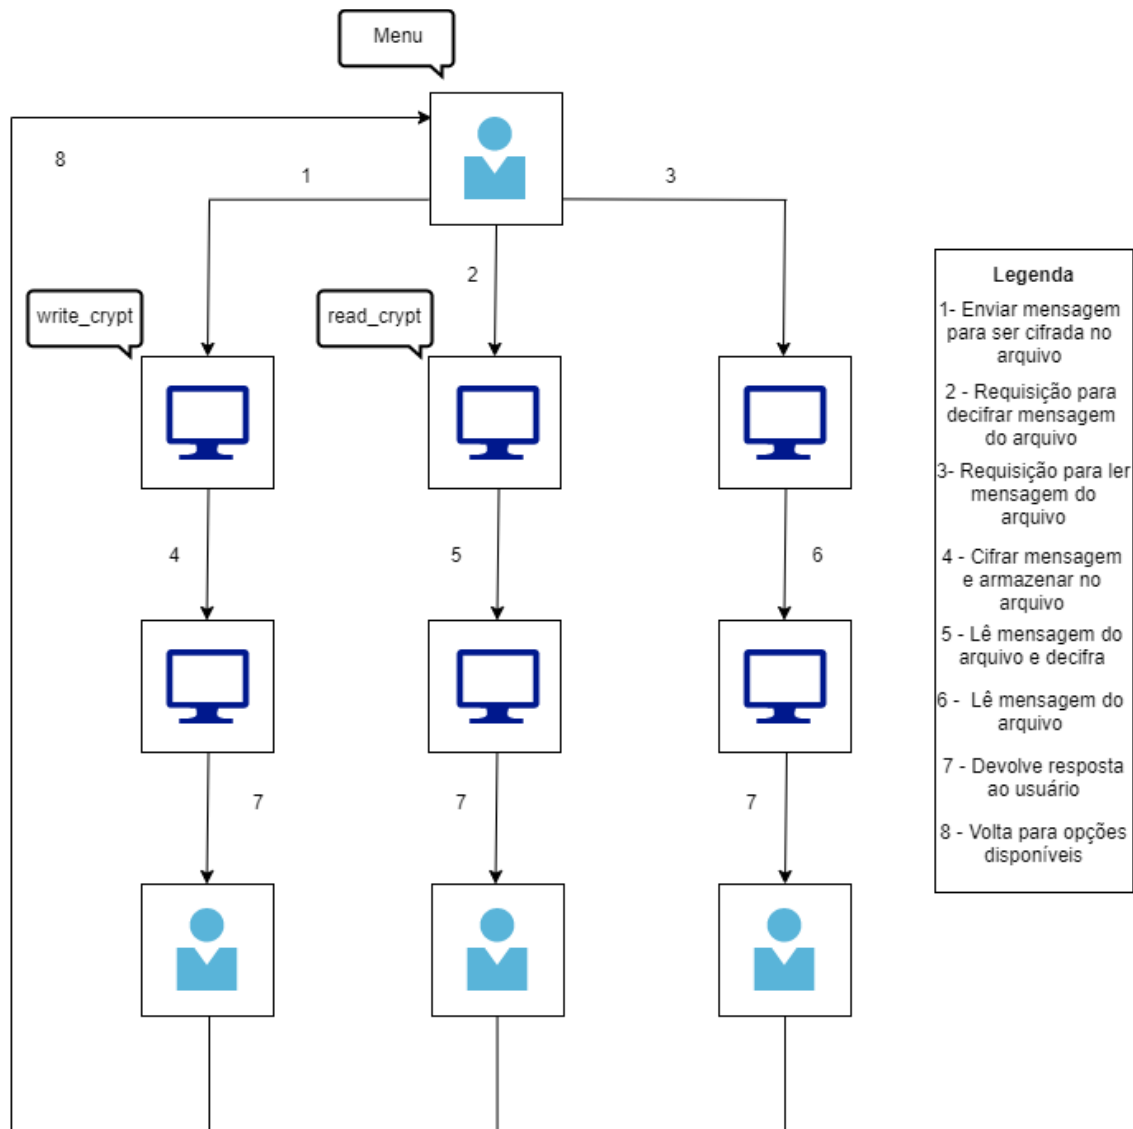 Menu
8
1
3
2
write_crypt
read_crypt
4
5
6
7
7
7
Legenda
1- Enviar mensagem
para ser cifrada no
arquivo
2 - Requisição para
decifrar mensagem
do arquivo
3- Requisição para ler
mensagem do
arquivo
4 - Cifrar mensagem
e armazenar no
arquivo
5 - Lê mensagem do
arquivo e decifra
6 - Lê mensagem do
arquivo
7 - Devolve resposta
ao usuário
8 - Volta para opções
disponíveis